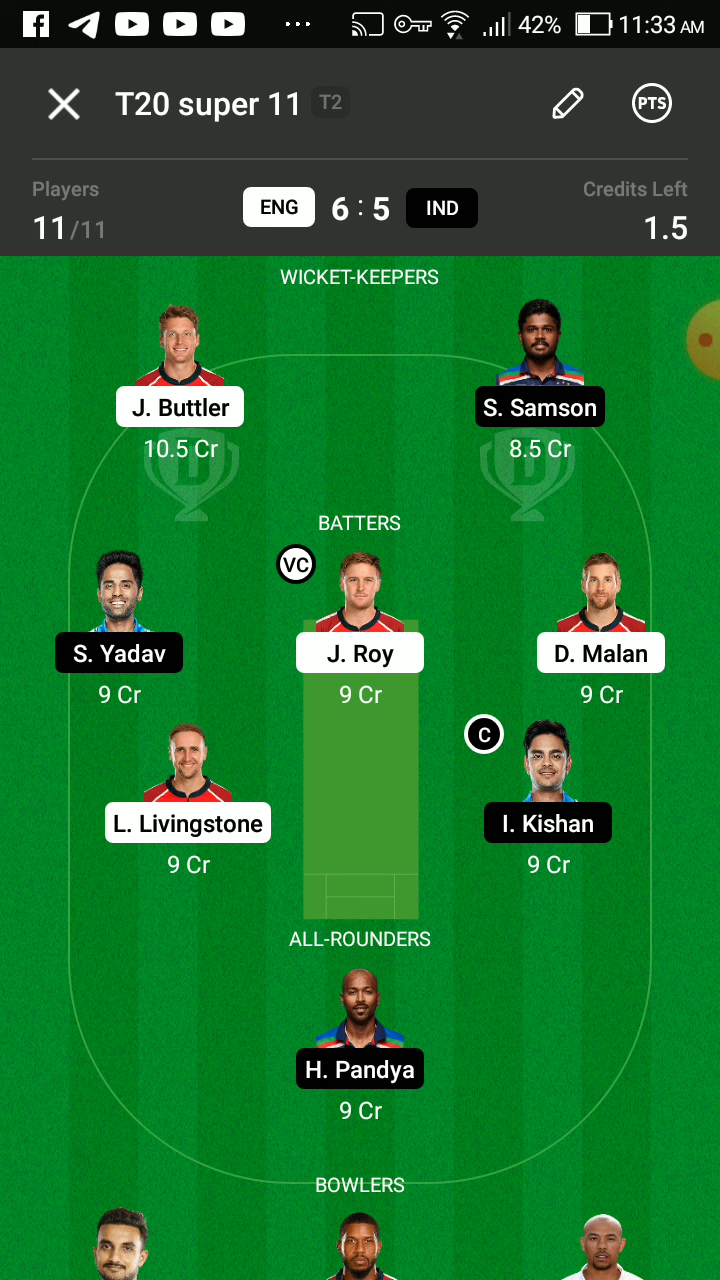 42% 11:33 AM
T20 super 11 T2 PTS
Players Credits Left
11/11 ENG 6 : 5 IND 1.5
WICKET-KEEPERS
J. Buttler S. Samson
10.5 Cr 8.5 Cr
BATTERS
VC
S. Yadav J. Roy D. Malan
9 Cr 9 Cr 9 Cr
C
L. Livingstone I. Kishan
9 Cr 9 Cr
ALL-ROUNDERS
H. Pandya
9 Cr
BOWLERS